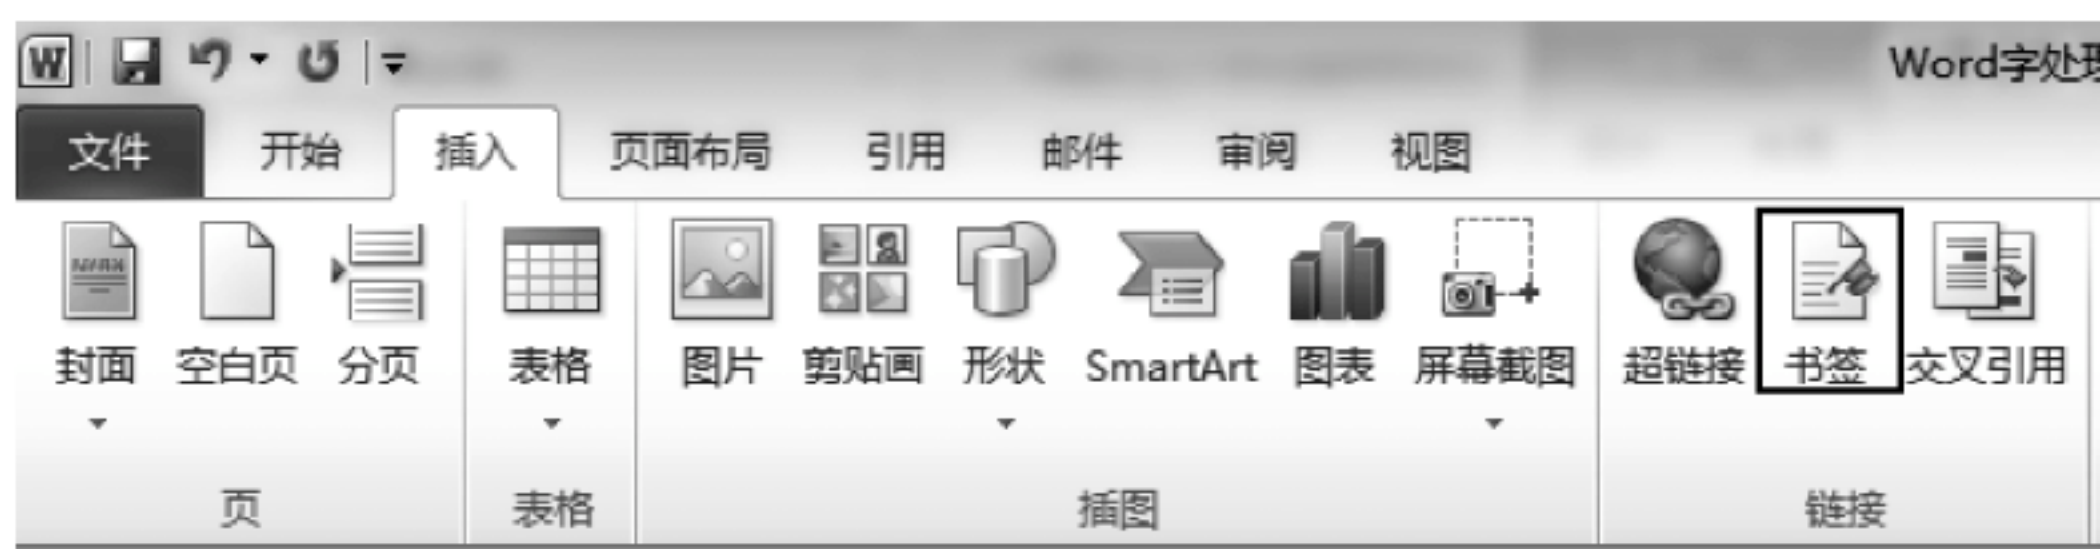 Word字处理
文件 开始 插入 页面布局 引用 邮件 审阅 视图
封面 空白页 分页 表格 图片 剪贴画 形状 SmartArt 图表 屏幕截图 超链接 书签 交叉引用
页 表格 插图 链接